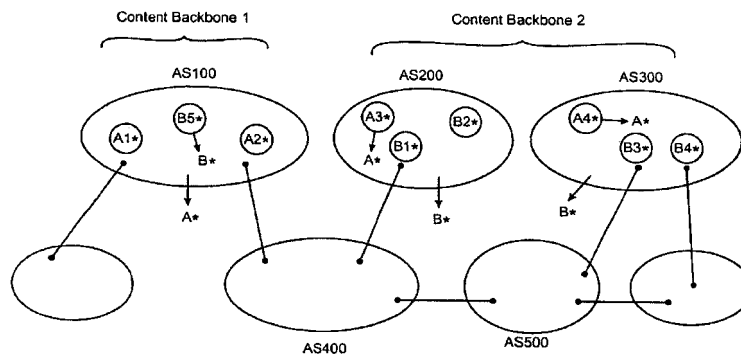 Content Backbone 1
Content Backbone 2
AS100
AS200
AS300
A1*
B5*
A2*
B*
A*
A3*
B2*
B1*
A*
B*
A4*
A*
B3*
B4*
B*
AS400
AS500